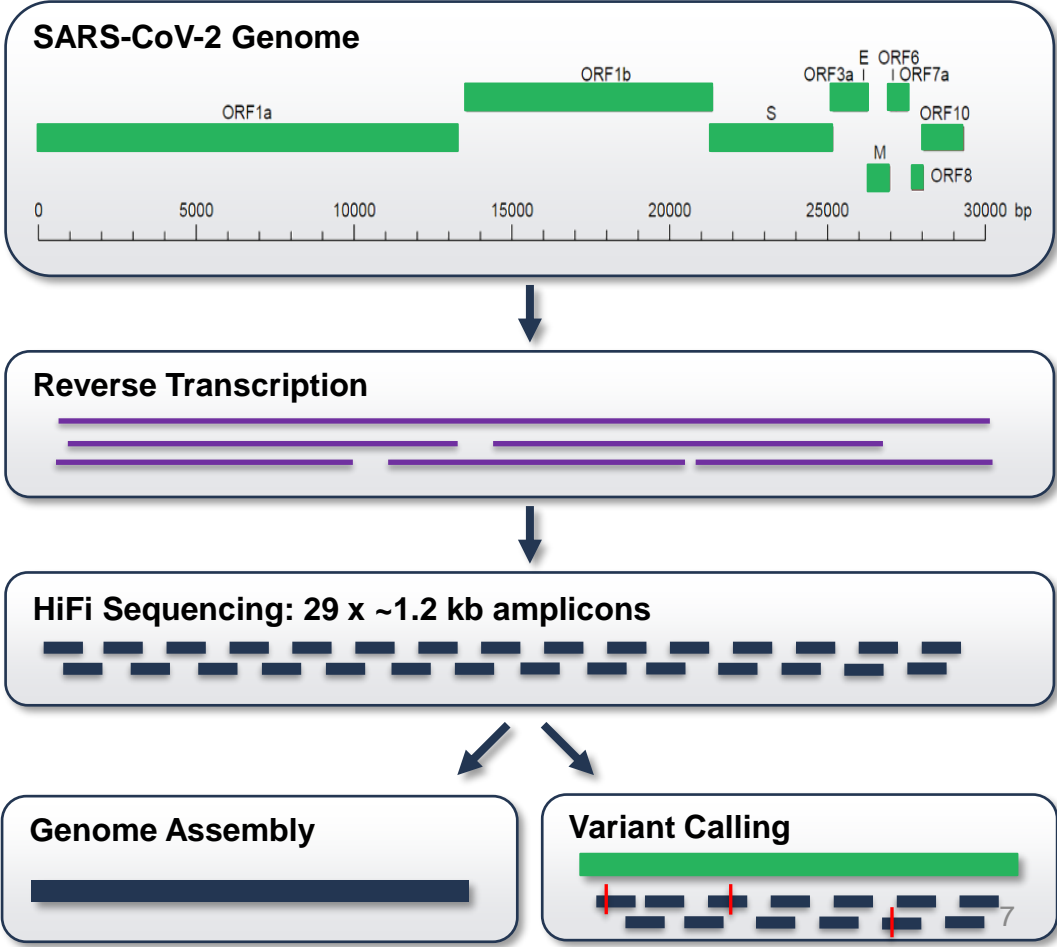 SARS-CoV-2 Genome
E ORF6
ORF3a ORF7a
ORF1b
ORF1a
S
ORF10
M
ORF8
0 5000 10000 15000 20000 25000 30000 bp
Reverse Transcription
HiFi Sequencing: 29 x ~1.2 kb amplicons
Genome Assembly
Variant Calling
7